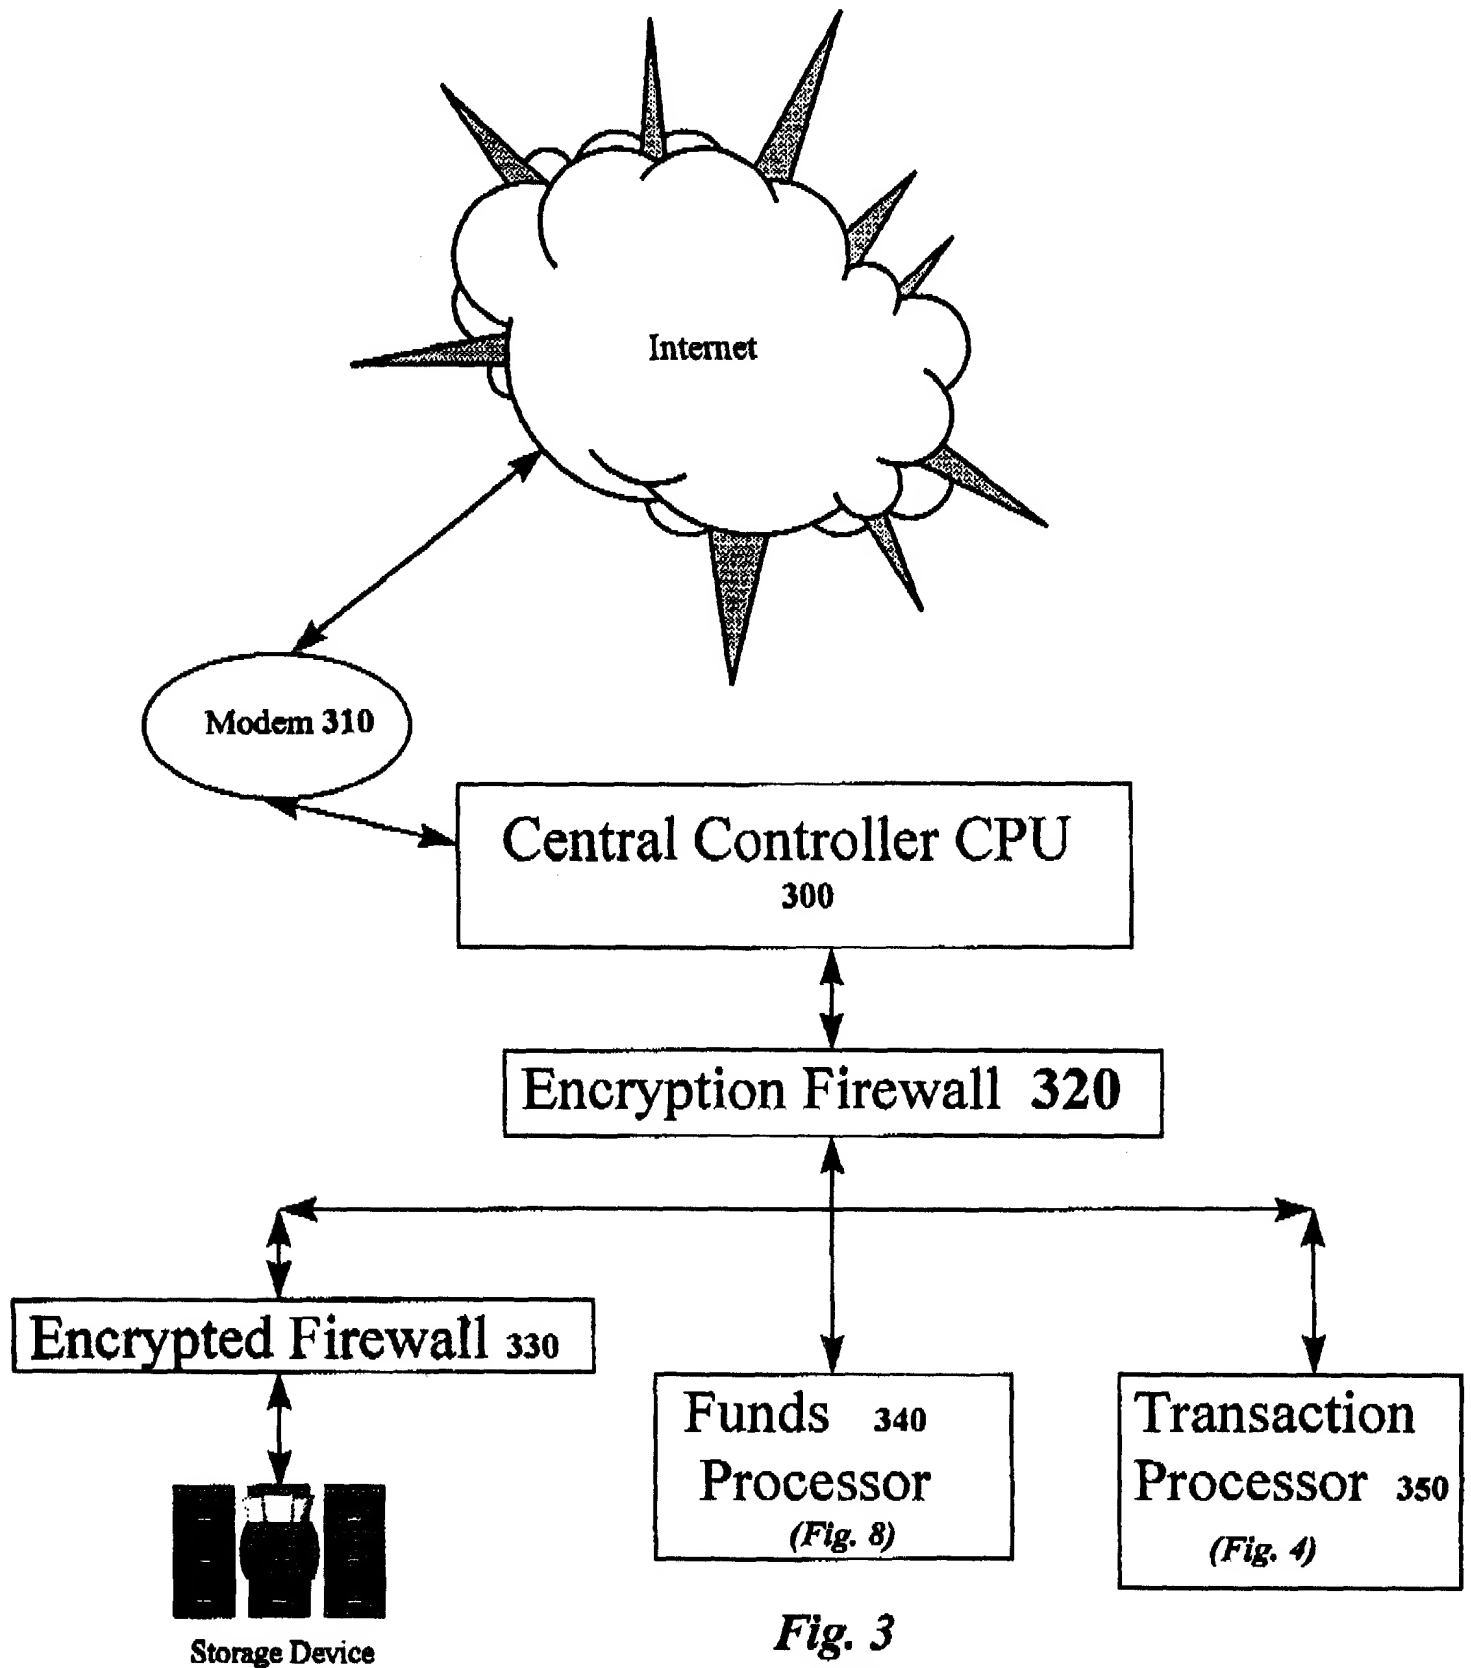 Internet
Modem 310
Central Controller CPU
300
Encryption Firewall 320
Encrypted Firewall 330
Funds 340
Processor
(Fig. 8)
Transaction
Processor 350
(Fig. 4)
Storage Device
Fig. 3